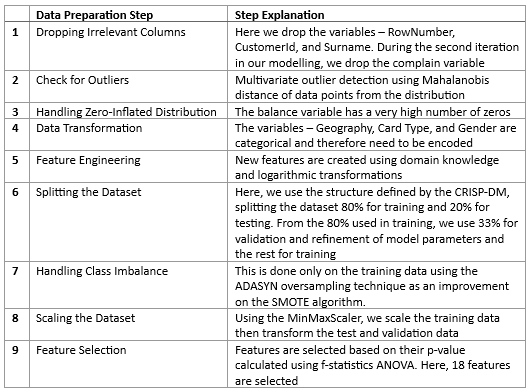 Data Preparation Step Step Explanation
1 Dropping Irrelevant Columns Here we drop the variables – RowNumber,
CustomerId, and Surname. During the second iteration
in our modelling, we drop the complain variable
2 Check for Outliers Multivariate outlier detection using Mahalanobis
distance of data points from the distribution
3 Handling Zero-Inflated Distribution The balance variable has a very high number of zeros
4 Data Transformation The variables – Geography, Card Type, and Gender are
categorical and therefore need to be encoded
5 Feature Engineering New features are created using domain knowledge
and logarithmic transformations
6 Splitting the Dataset Here, we use the structure defined by the CRISP-DM,
splitting the dataset 80% for training and 20% for
testing. From the 80% used in training, we use 33% for
validation and refinement of model parameters and
the rest for training
7 Handling Class Imbalance This is done only on the training data using the
ADASYN oversampling technique as an improvement
on the SMOTE algorithm.
8 Scaling the Dataset Using the MinMaxScaler, we scale the training data
then transform the test and validation data
9 Feature Selection Features are selected based on their p-value
calculated using f-statistics ANOVA. Here, 18 features
are selected